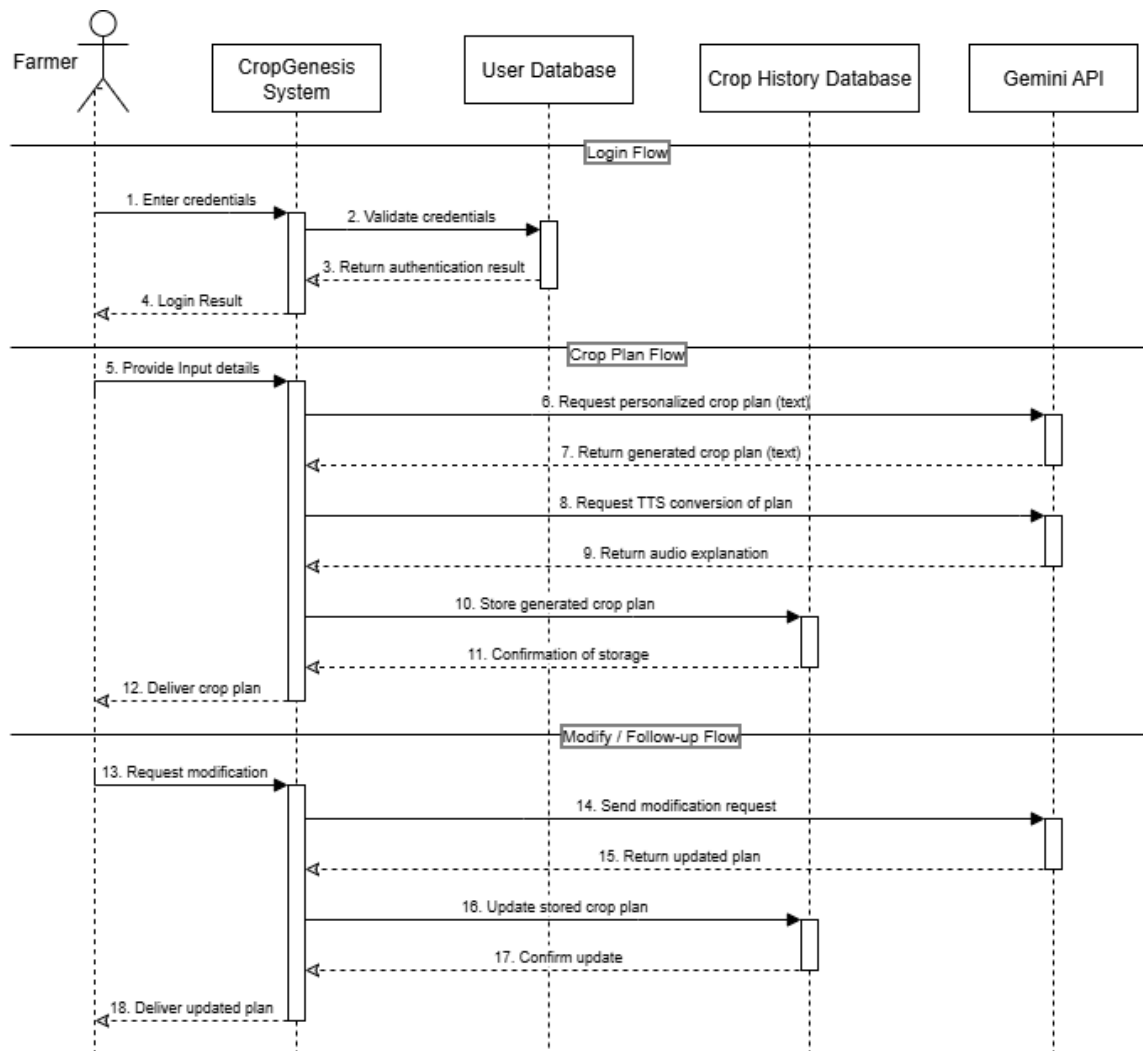 Farmer
CropGenesis
System
User Database
Crop History Database
Gemini API
Login Flow
1. Enter credentials
2. Validate credentials
3. Return authentication result
4. Login Result
Crop Plan Flow
5. Provide Input details
6. Request personalized crop plan (text)
7. Return generated crop plan (text)
8. Request TTS conversion of plan
9. Return audio explanation
10. Store generated crop plan
11. Confirmation of storage
12. Deliver crop plan
Modify / Follow-up Flow
13. Request modification
14. Send modification request
15. Return updated plan
16. Update stored crop plan
17. Confirm update
18. Deliver updated plan